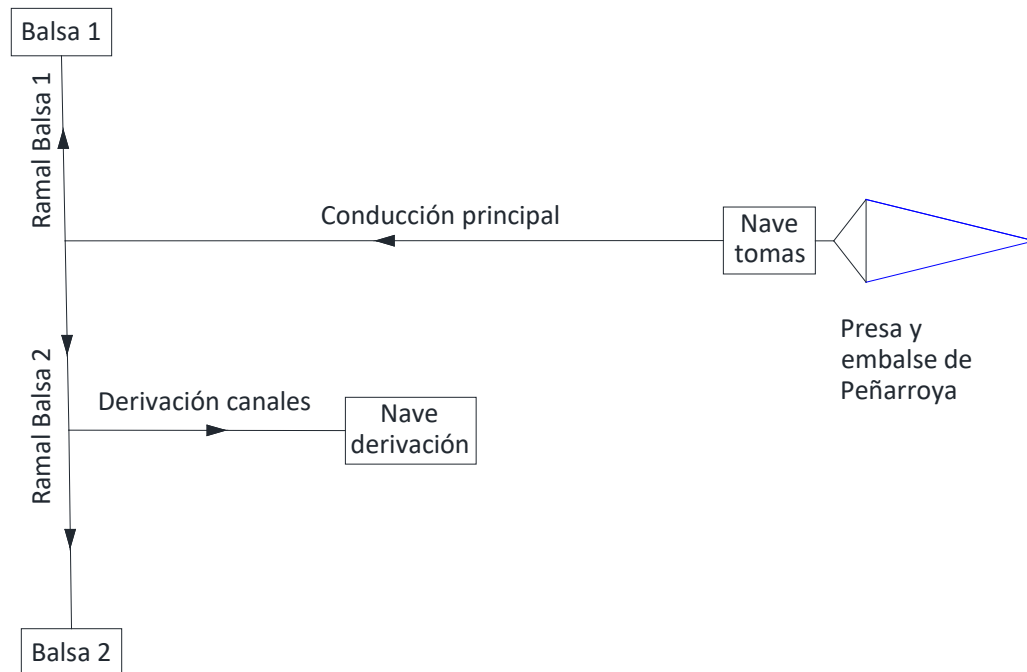 Balsa 1
Ramal Balsa 1
Conducción principal
Nave
tomas
Presa y
embalse de
Peñarroya
Ramal Balsa 2
Derivación canales
Nave
derivación
Balsa 2